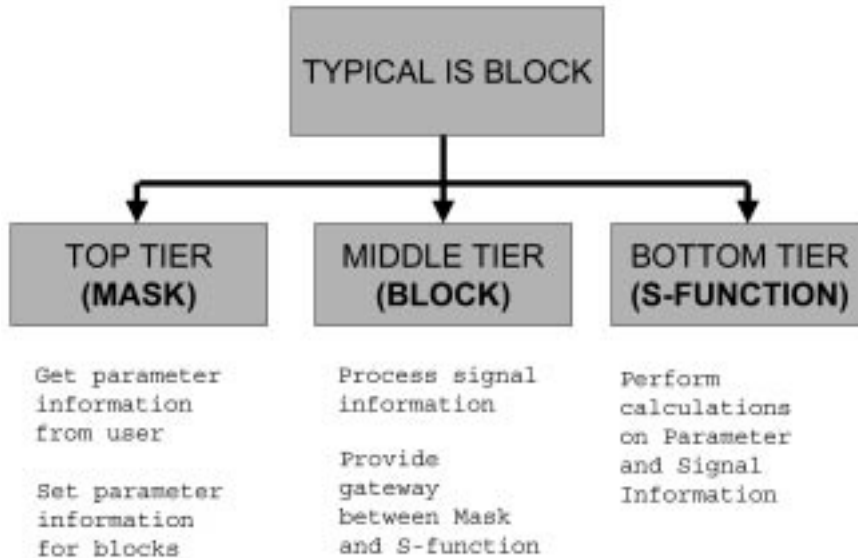 TYPICAL IS BLOCK
TOP TIER
(MASK)
MIDDLE TIER
(BLOCK)
BOTTOM TIER
(S-FUNCTION)
Get parameter
information
from user
Set parameter
information
for blocks
Process signal
information
Provide
gateway
between Mask
and S-function
Perform
calculations
on Parameter
and Signal
Information